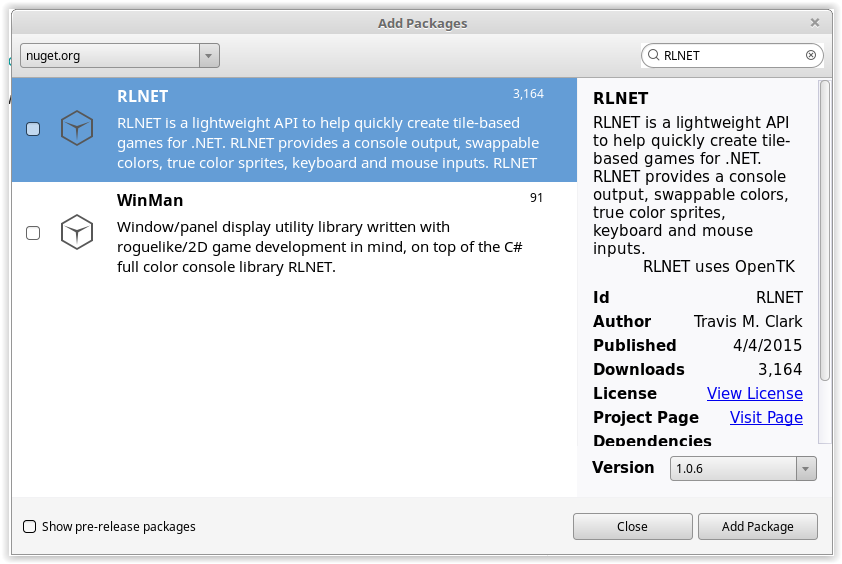 Add Packages
nuget.org
RLNET
RLNET
3,164
RLNET is a lightweight API to help quickly create tile-based
games for .NET. RLNET provides a console output, swappable
colors, true color sprites, keyboard and mouse inputs. RLNET
WinMan
91
Window/panel display utility library written with
roguelike/2D game development in mind, on top of the C#
full color console library RLNET.
RLNET
RLNET is a lightweight API
to help quickly create tile-
based games for .NET.
RLNET provides a console
output, swappable colors,
true color sprites,
keyboard and mouse
inputs.
RLNET uses OpenTK
Id RLNET
Author Travis M. Clark
Published 4/4/2015
Downloads 3,164
License View License
Project Page Visit Page
Dependencies
Version 1.0.6
Show pre-release packages
Close
Add Package